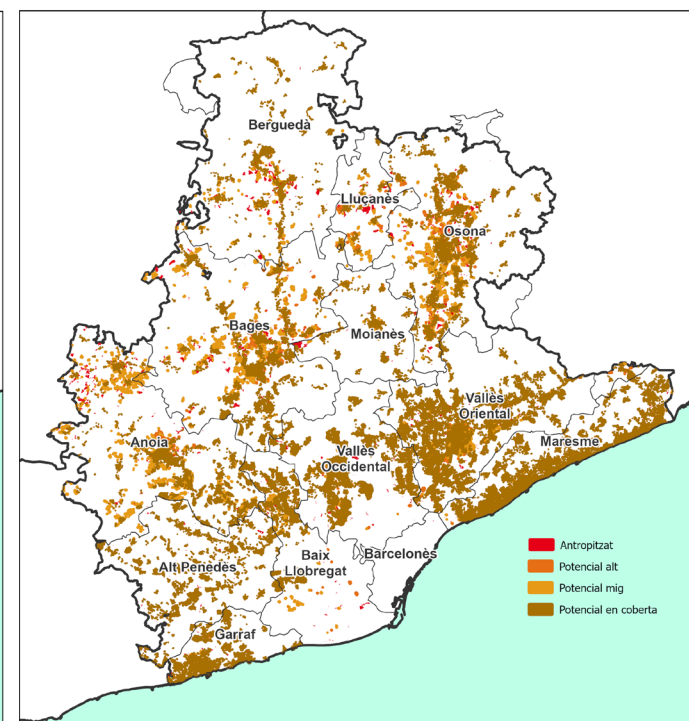 Berguedà
Lluçanès
Osona
Bages
Moianès
Vallès
Oriental
Anoia
Vallès
Occidental
Maresme
Alt Penedès
Baix
Llobregat
Barcelonès
Garraf
Antropitzat
Potencial alt
Potencial mig
Potencial en coberta